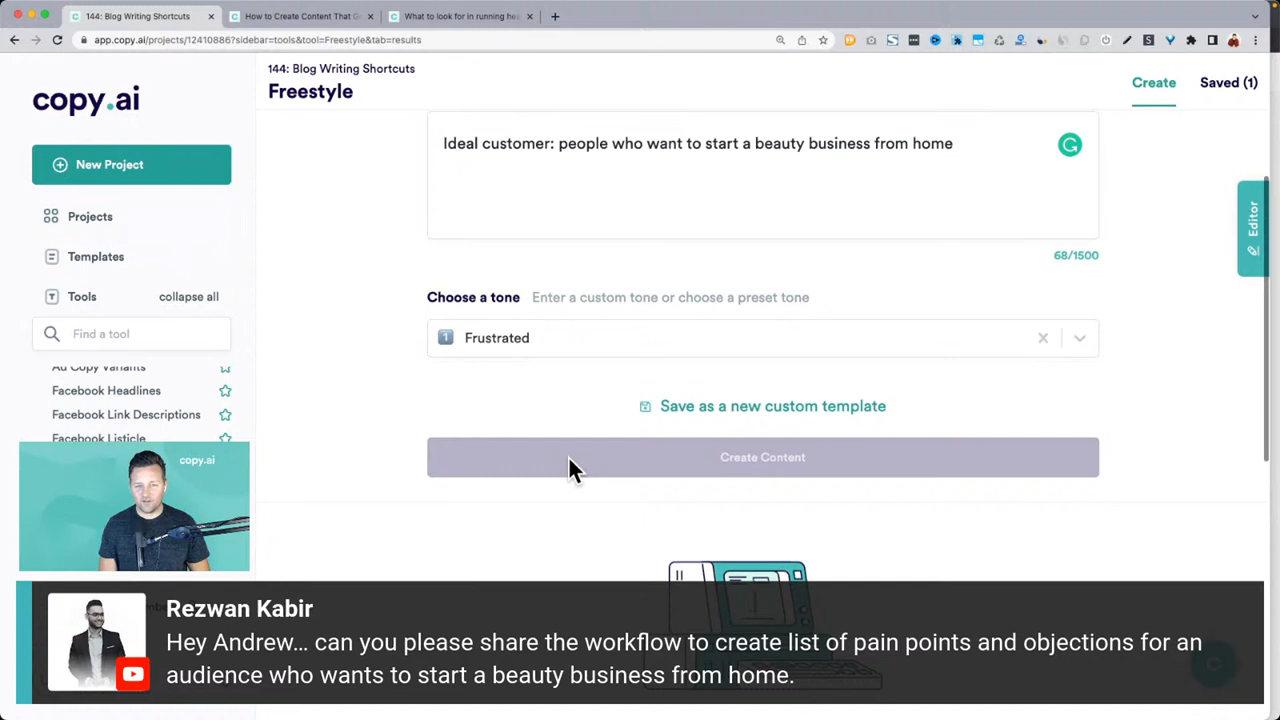 144: Blog Writing Shortcuts
How to Create Content That G
What to look for in running hea
app.copy.ai/projects/12410886?sidebar=tools&tool=Freestyle&tab=results
copy.ai
New Project
Projects
Templates
Tools
collapse all
Find a tool
Ad Copy Variants
Facebook Headlines
Facebook Link Descriptions
Facebook Listicle
144: Blog Writing Shortcuts
Freestyle
Create
Saved (1)
Ideal customer: people who want to start a beauty business from home
68/1500
Editor
Choose a tone
Enter a custom tone or choose a preset tone
1 Frustrated
Save as a new custom template
Create Content
copy.ai
Rezwan Kabir
Hey Andrew... can you please share the workflow to create list of pain points and objections for an
audience who wants to start a beauty business from home.